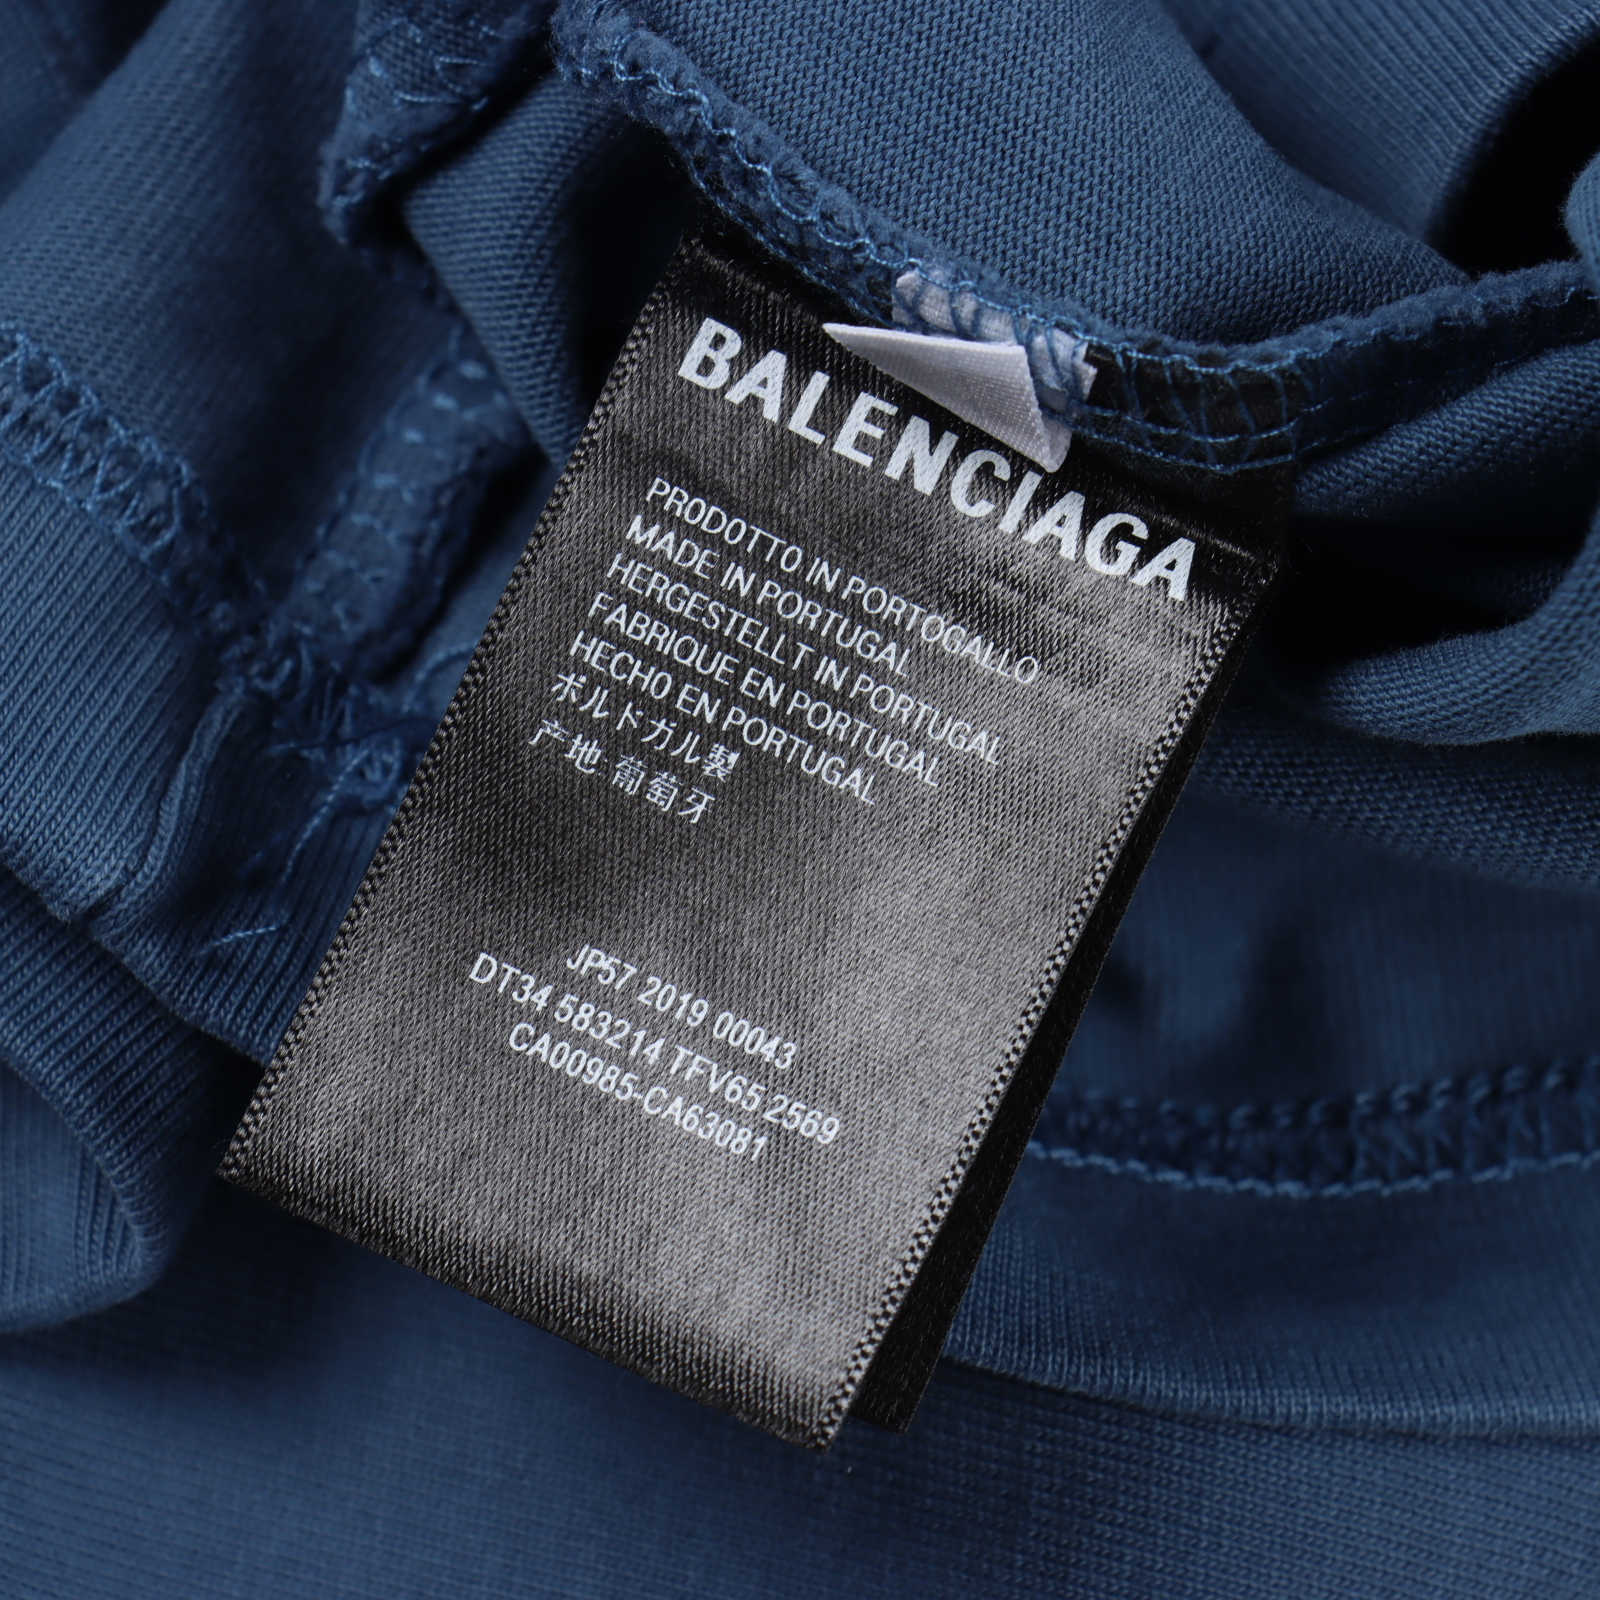 BALENCIAGA
PRODOTTO IN PORTOGALLO
MADE IN PORTUGAL
HERGESTELLT IN PORTUGAL
FABRIQUE EN PORTUGAL
HECHO EN PORTUGAL
ポルドガル製
产地:葡萄牙
JP57 2019 00043
DT34 583214 TFV65 2569
CA00985-CA63081